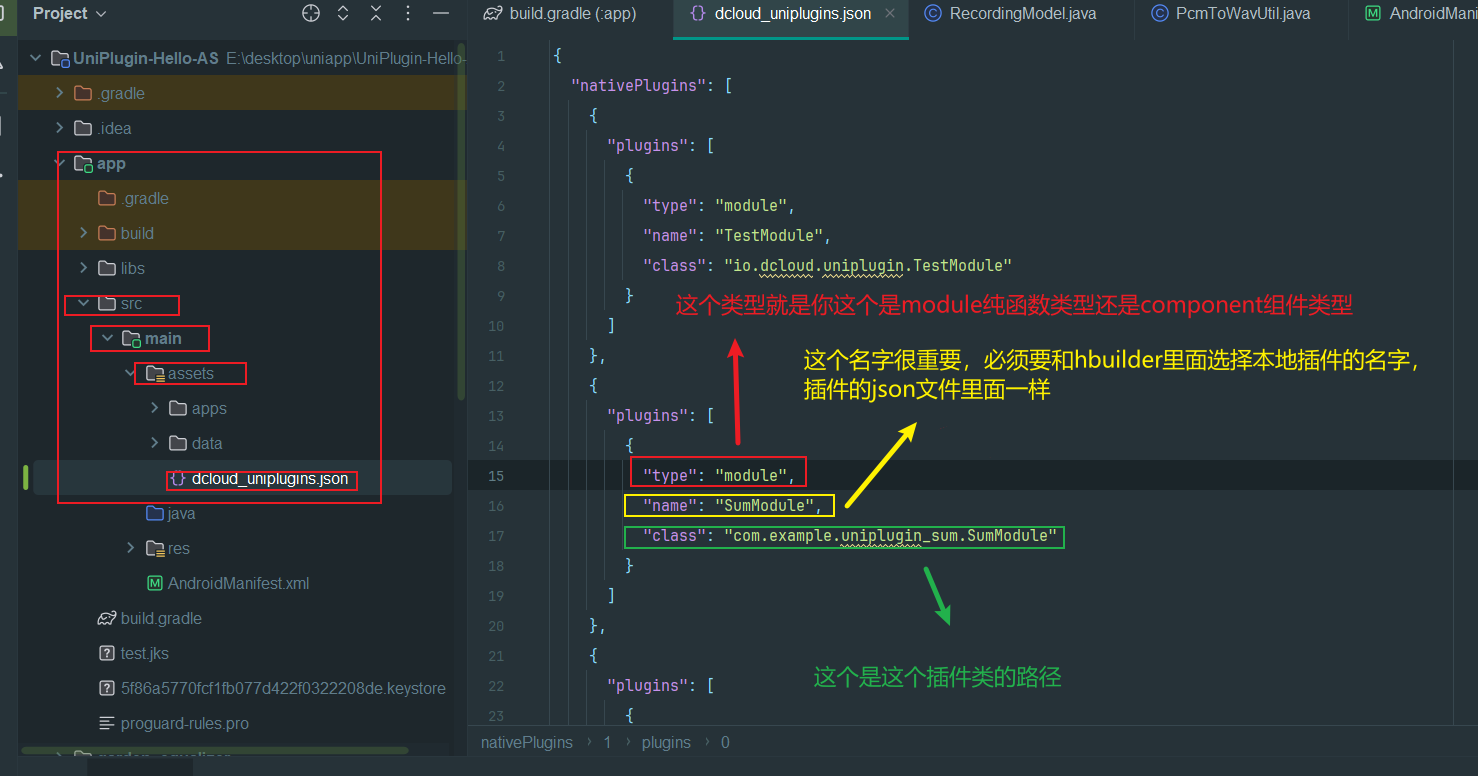 Project
build.gradle (:app)
dcloud_uniplugins.json
RecordingModel.java
PcmToWavUtil.java
AndroidMani
UniPlugin-Hello-AS E:\desktop\uniapp\UniPlugin-Hello-
.gradle
.idea
app
.gradle
build
libs
src
main
assets
apps
data
dcloud_uniplugins.json
java
res
AndroidManifest.xml
build.gradle
test.jks
5f86a5770fcf1fb077d422f0322208de.keystore
proguard-rules.pro
1 {
2 "nativePlugins": [
3 {
4 "plugins": [
5 {
6 "type": "module",
7 "name": "TestModule",
8 "class": "io.dcloud.uniplugin.TestModule"
9 }
这个类型就是你这个是module纯函数类型还是component组件类型
10 ]
11 },
这个名字很重要，必须要和hbuilder里面选择本地插件的名字，
插件的json文件里面一样
12 {
13 "plugins": [
14 {
15 "type": "module",
16 "name": "SumModule",
17 "class": "com.example.uniplugin_sum.SumModule"
18 }
19 ]
20 },
21 {
这个是这个插件类的路径
22 "plugins": [
23 {
nativePlugins › 1 › plugins › 0